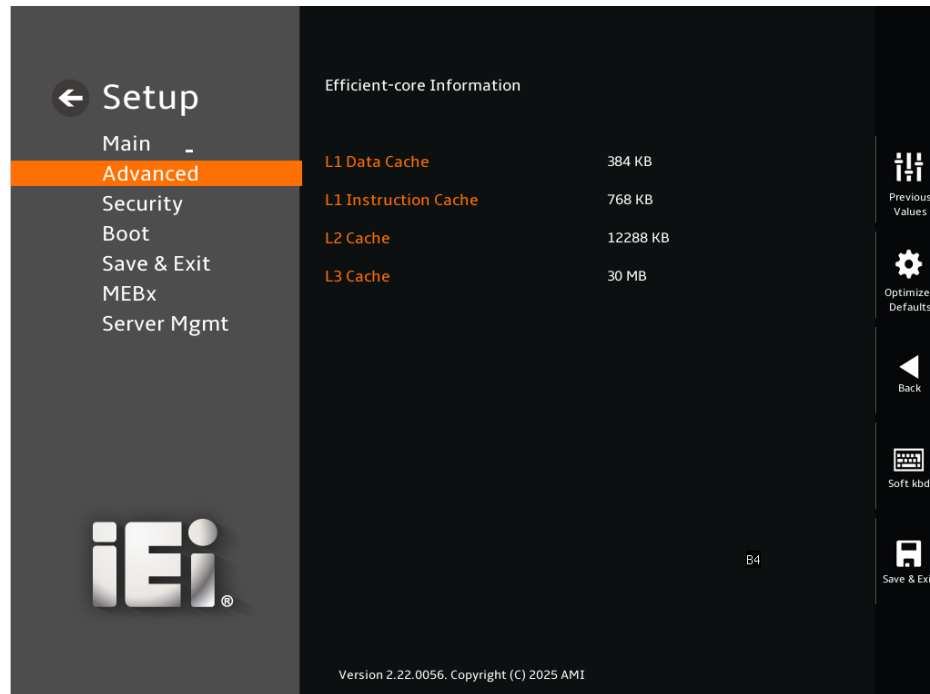 Setup
Main _
Advanced
Security
Boot
Save & Exit
MEBx
Server Mgmt
iEi ®
Efficient-core Information
L1 Data Cache 384 KB
L1 Instruction Cache 768 KB
L2 Cache 12288 KB
L3 Cache 30 MB
B4
Version 2.22.0056. Copyright (C) 2025 AMI
Previous
Values
Optimize
Defaults
Back
Soft kbd
Save & Exi